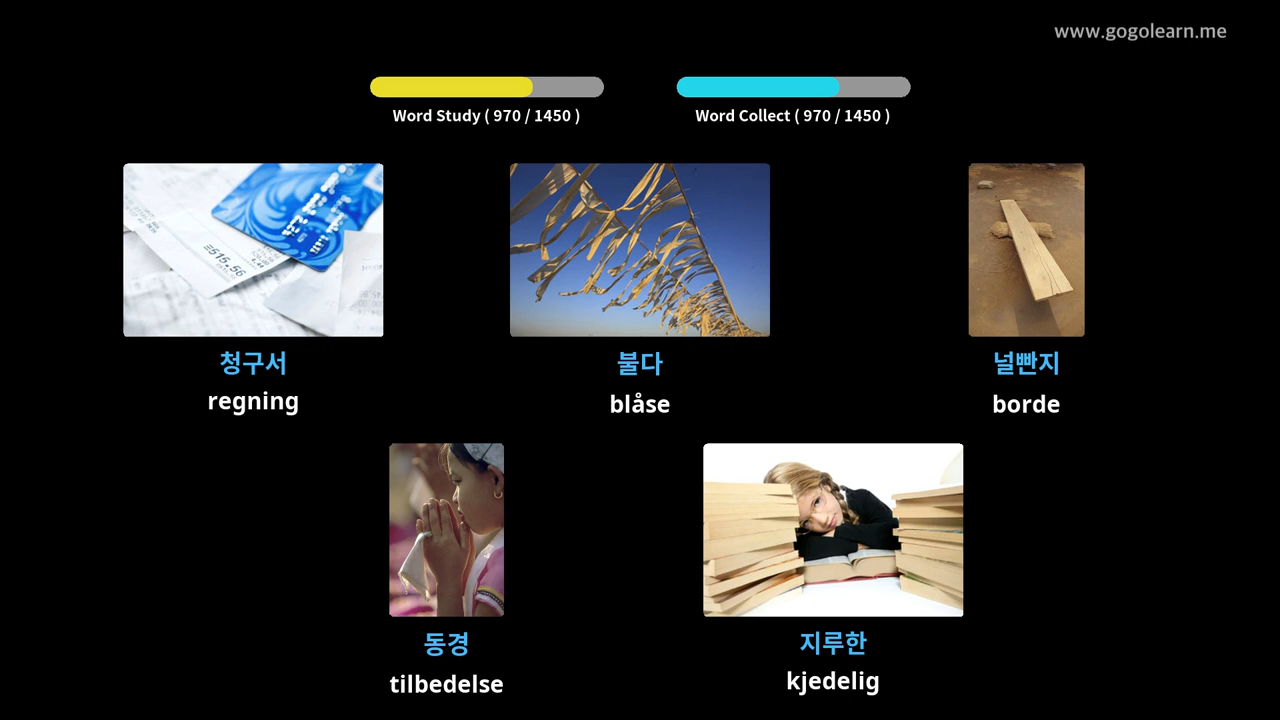 www.gogolearn.me
Word Study ( 970 / 1450 )
Word Collect ( 970 / 1450 )
청구서
regning
불다
blåse
널빤지
borde
동경
tilbedelse
지루한
kjedelig